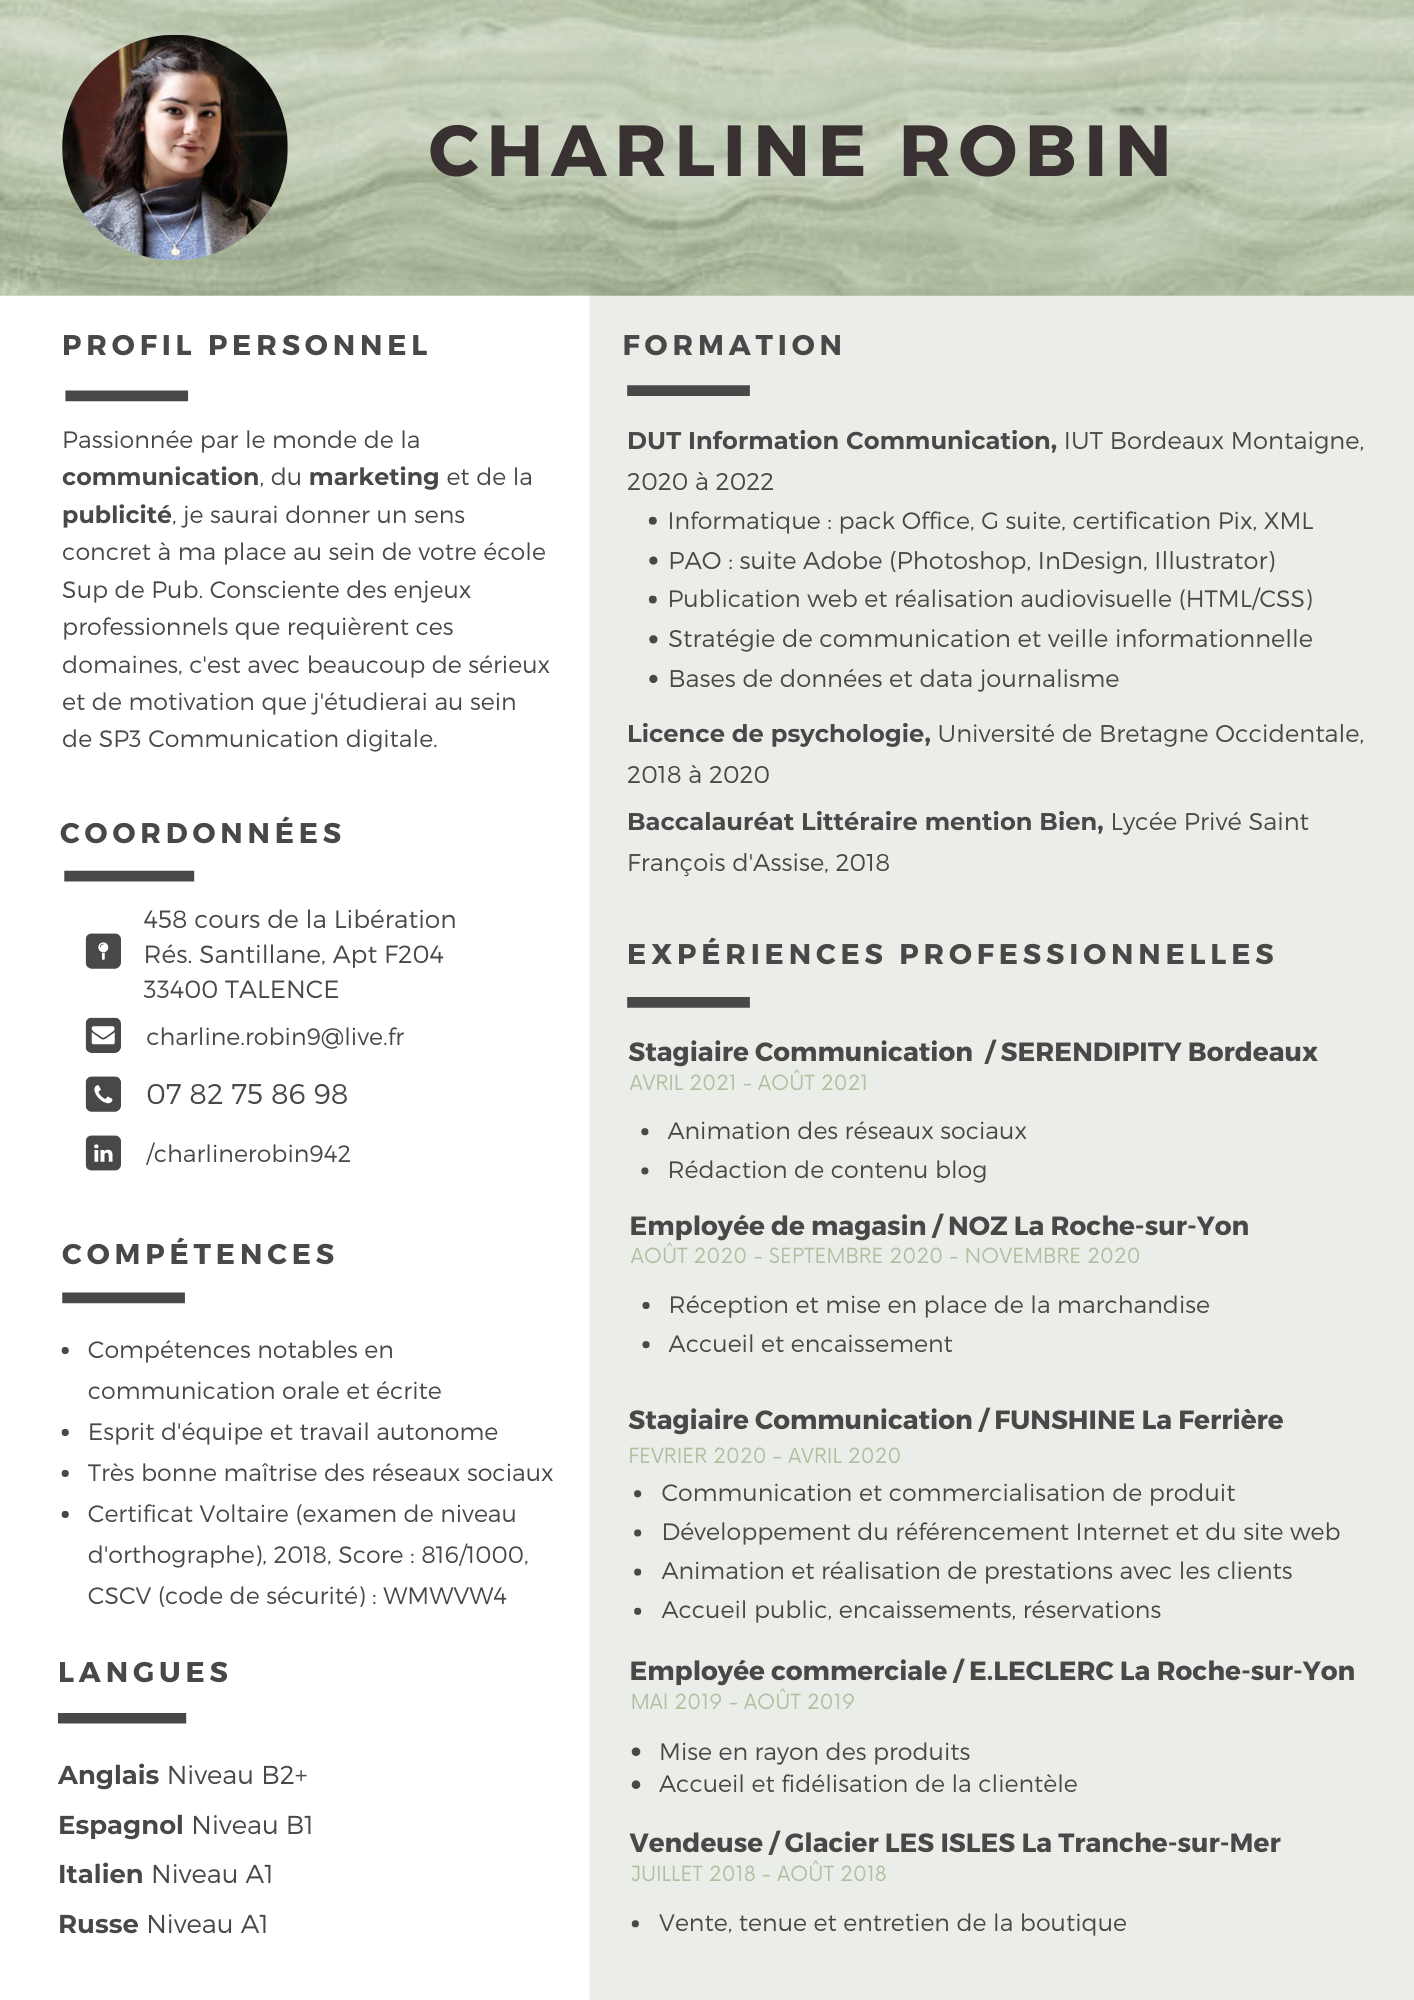 CHARLINE ROBIN
PROFIL PERSONNEL
Passionnée par le monde de la
communication, du marketing et de la
publicité, je saurai donner un sens
concret à ma place au sein de votre école
Sup de Pub. Consciente des enjeux
professionnels que requièrent ces
domaines, c'est avec beaucoup de sérieux
et de motivation que j'étudierai au sein
de SP3 Communication digitale.
COORDONNÉES
458 cours de la Libération
Rés. Santillane, Apt F204
33400 TALENCE
charline.robin9@live.fr
07 82 75 86 98
in
/charlinerobin942
COMPÉTENCES
• Compétences notables en
communication orale et écrite
• Esprit d'équipe et travail autonome
• Très bonne maîtrise des réseaux sociaux
• Certificat Voltaire (examen de niveau
d'orthographe), 2018, Score : 816/1000,
CSCV (code de sécurité) : WMWVW4
LANGUES
Anglais Niveau B2+
Espagnol Niveau B1
Italien Niveau A1
Russe Niveau A1
FORMATION
DUT Information Communication, IUT Bordeaux Montaigne,
2020 à 2022
• Informatique : pack Office, G suite, certification Pix, XML
• PAO : suite Adobe (Photoshop, InDesign, Illustrator)
• Publication web et réalisation audiovisuelle (HTML/CSS)
• Stratégie de communication et veille informationnelle
• Bases de données et data journalisme
Licence de psychologie, Université de Bretagne Occidentale,
2018 à 2020
Baccalauréat Littéraire mention Bien, Lycée Privé Saint
François d'Assise, 2018
EXPÉRIENCES PROFESSIONNELLES
Stagiaire Communication / SERENDIPITY Bordeaux
AVRIL 2021 - AOÛT 2021
• Animation des réseaux sociaux
• Rédaction de contenu blog
Employée de magasin / NOZ La Roche-sur-Yon
AOÛT 2020 - SEPTEMBRE 2020 - NOVEMBRE 2020
• Réception et mise en place de la marchandise
• Accueil et encaissement
Stagiaire Communication / FUNSHINE La Ferrière
FEVRIER 2020 - AVRIL 2020
• Communication et commercialisation de produit
• Développement du référencement Internet et du site web
• Animation et réalisation de prestations avec les clients
• Accueil public, encaissements, réservations
Employée commerciale / E.LECLERC La Roche-sur-Yon
MAI 2019 - AOÛT 2019
• Mise en rayon des produits
• Accueil et fidélisation de la clientèle
Vendeuse / Glacier LES ISLES La Tranche-sur-Mer
JUILLET 2018 - AOÛT 2018
• Vente, tenue et entretien de la boutique